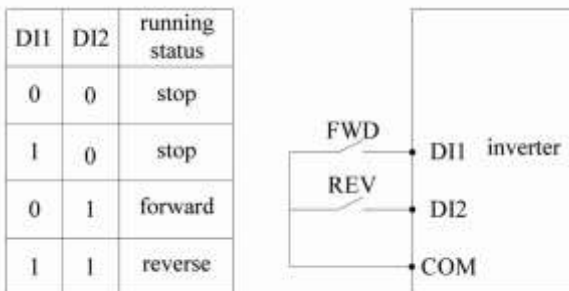 DI1 DI2 running status
0 0 stop
1 0 stop
0 1 forward
1 1 reverse
FWD
DI1 inverter
REV
DI2
COM